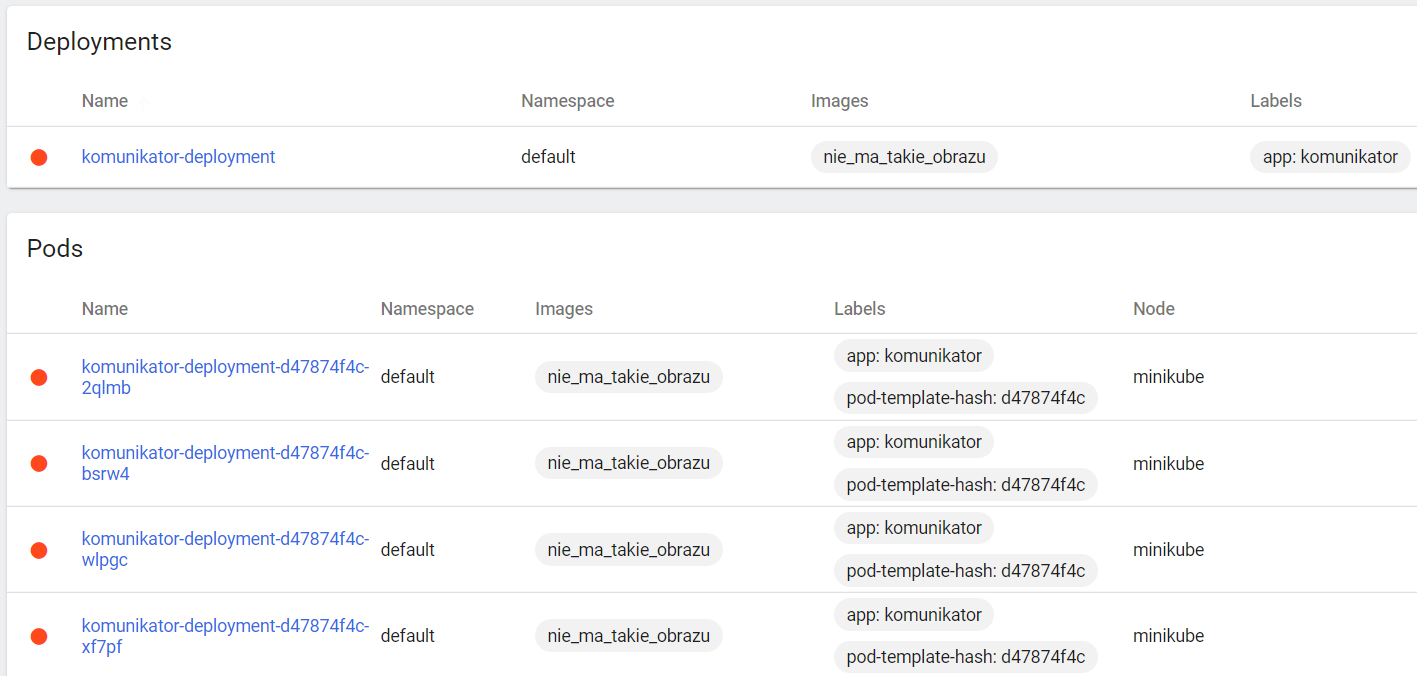 Deployments
Name Namespace Images Labels
komunikator-deployment default nie_ma_takie_obrazu app: komunikator
Pods
Name Namespace Images Labels Node
komunikator-deployment-d47874f4c-
2qlmb
default nie_ma_takie_obrazu
app: komunikator
pod-template-hash: d47874f4c
minikube
komunikator-deployment-d47874f4c-
bsrw4
default nie_ma_takie_obrazu
app: komunikator
pod-template-hash: d47874f4c
minikube
komunikator-deployment-d47874f4c-
wlpgc
default nie_ma_takie_obrazu
app: komunikator
pod-template-hash: d47874f4c
minikube
komunikator-deployment-d47874f4c-
xf7pf
default nie_ma_takie_obrazu
app: komunikator
pod-template-hash: d47874f4c
minikube